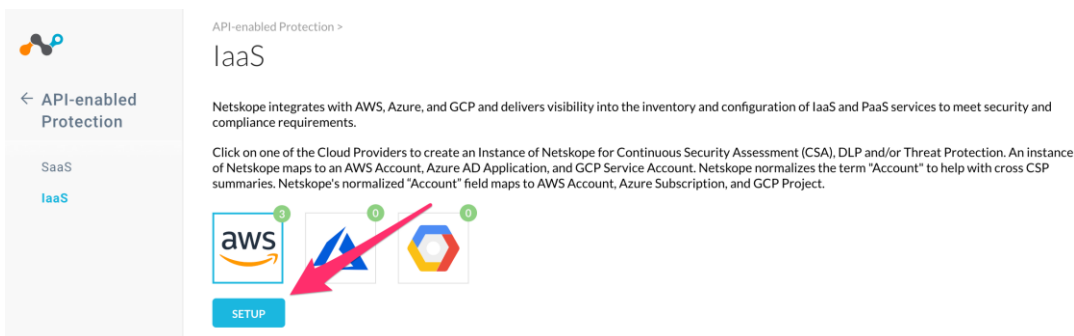 API-enabled Protection >
IaaS
← API-enabled
Protection
SaaS
IaaS
Netskope integrates with AWS, Azure, and GCP and delivers visibility into the inventory and configuration of IaaS and PaaS services to meet security and
compliance requirements.
Click on one of the Cloud Providers to create an Instance of Netskope for Continuous Security Assessment (CSA), DLP and/or Threat Protection. An instance
of Netskope maps to an AWS Account, Azure AD Application, and GCP Service Account. Netskope normalizes the term "Account" to help with cross CSP
summaries. Netskope's normalized "Account" field maps to AWS Account, Azure Subscription, and GCP Project.
3 0 0
aws
SETUP